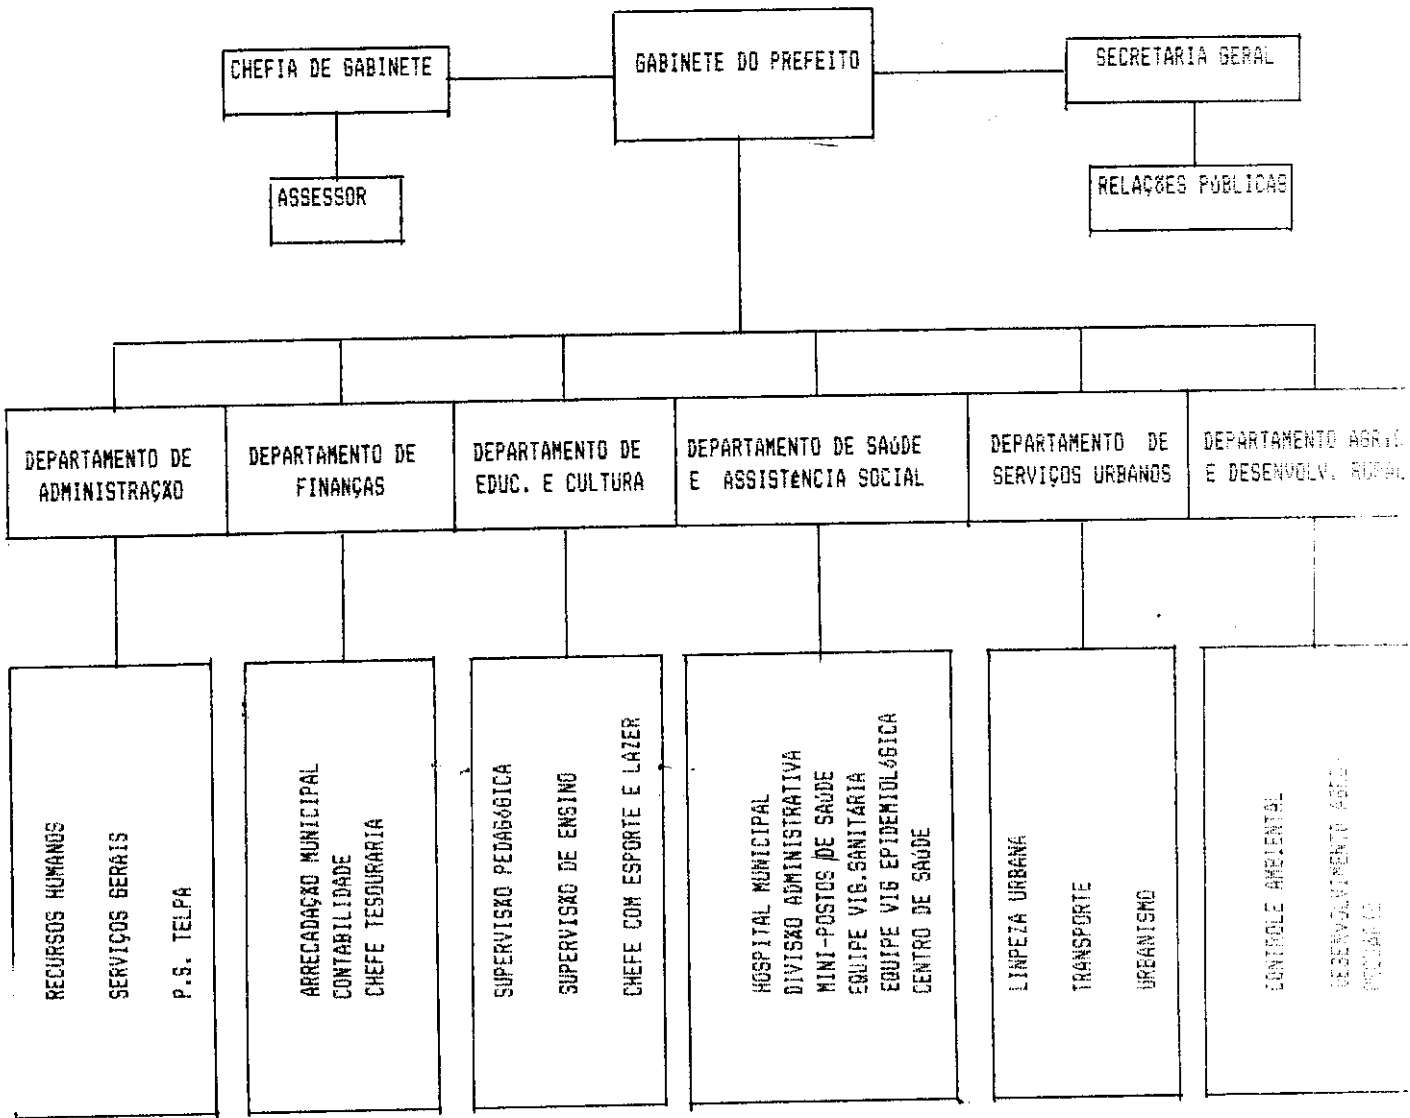 CHEFIA DE GABINETE
GABINETE DO PREFEITO
SECRETARIA GERAL
ASSESSOR
RELAÇÕES PÚBLICAS
DEPARTAMENTO DE
ADMINISTRAÇÃO
DEPARTAMENTO DE
FINANÇAS
DEPARTAMENTO DE
EDUC. E CULTURA
DEPARTAMENTO DE SAÚDE
E ASSISTÊNCIA SOCIAL
DEPARTAMENTO DE
SERVIÇOS URBANOS
DEPARTAMENTO
E DESENVOLV. RURAL
RECURSOS HUMANOS
SERVIÇOS GERAIS
P.S. TELPA
ARRECADAÇÃO MUNICIPAL
CONTABILIDADE
CHEFE TESOURARIA
SUPERVISÃO PEDAGÓGICA
SUPERVISÃO DE ENSINO
CHEFE COM ESPORTE E LAZER
HOSPITAL MUNICIPAL
DIVISÃO ADMINISTRATIVA
MINI-POSTOS DE SAÚDE
EQUIPE VIG.SANITÁRIA
EQUIPE VIG EPIDEMIOLÓGICA
CENTRO DE SAÚDE
LINPEZA URBANA
TRANSPORTE
URBANISMO
CONTROLE AMBIENTAL
DESENVOLVIMENTO